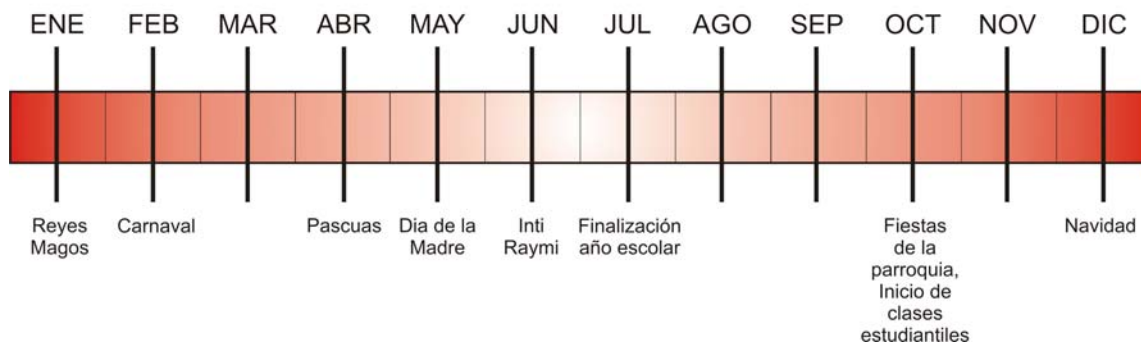 ENE FEB MAR ABR MAY JUN JUL AGO SEP OCT NOV DIC
Reyes
Magos
Carnaval
Pascuas
Dia de la
Madre
Inti
Raymi
Finalización
año escolar
Fiestas
de la
parroquia,
Inicio de
clases
estudiantiles
Navidad